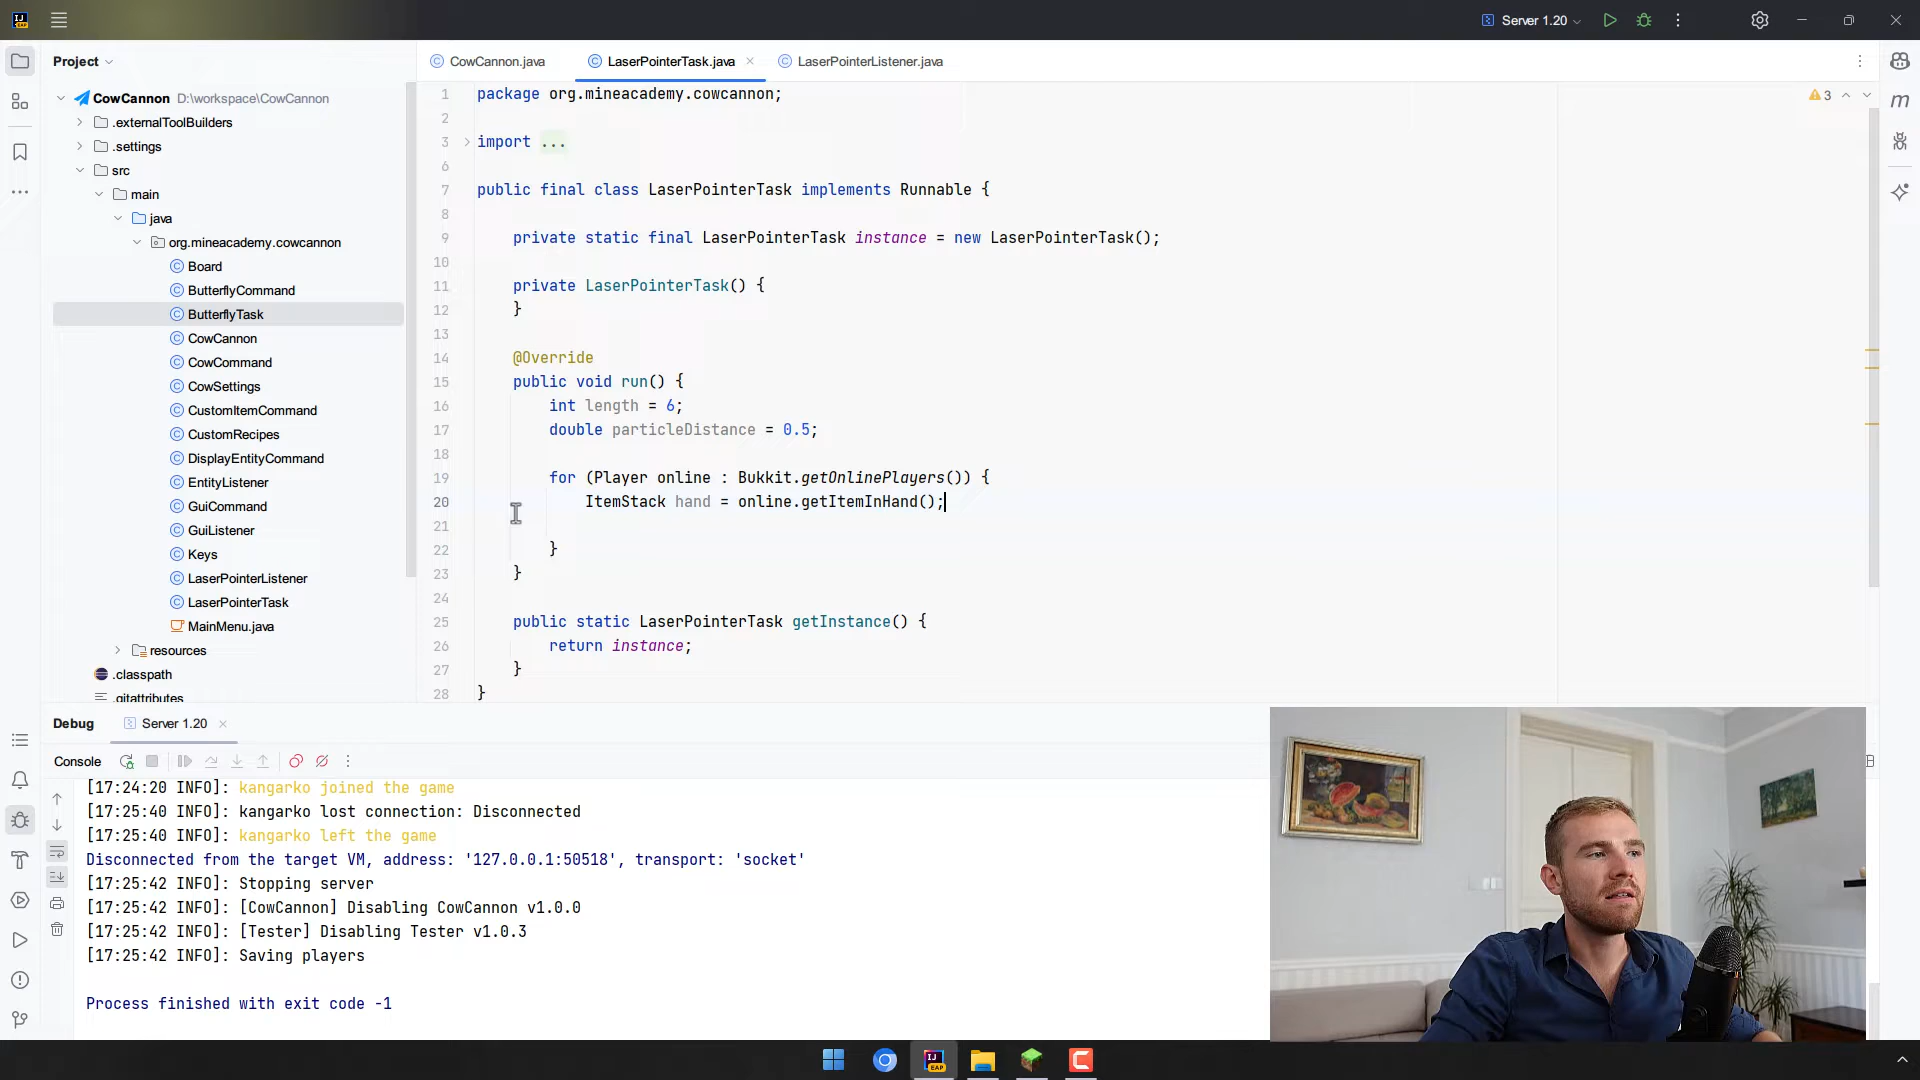 Server 1.20
Project
CowCannon.java
LaserPointerTask.java
LaserPointerListener.java
CowCannon D:\workspace\CowCannon
.externalToolBuilders
.settings
src
main
java
org.mineacademy.cowcannon
Board
ButterflyCommand
ButterflyTask
CowCannon
CowCommand
CowSettings
CustomItemCommand
CustomRecipes
DisplayEntityCommand
EntityListener
GuiCommand
GuiListener
Keys
LaserPointerListener
LaserPointerTask
MainMenu.java
resources
.classpath
.gitattributes
3
1 package org.mineacademy.cowcannon;
2
3 import ...
6
7 public final class LaserPointerTask implements Runnable {
8
9 private static final LaserPointerTask instance = new LaserPointerTask();
10
11 private LaserPointerTask() {
12 }
13
14 @Override
15 public void run() {
16 int length = 6;
17 double particleDistance = 0.5;
18
19 for (Player online : Bukkit.getOnlinePlayers()) {
20 ItemStack hand = online.getItemInHand();
21
22 }
23 }
24
25 public static LaserPointerTask getInstance() {
26 return instance;
27 }
28 }
Debug
Server 1.20
Console
[17:24:20 INFO]: kangarko joined the game
[17:25:40 INFO]: kangarko lost connection: Disconnected
[17:25:40 INFO]: kangarko left the game
Disconnected from the target VM, address: '127.0.0.1:50518', transport: 'socket'
[17:25:42 INFO]: Stopping server
[17:25:42 INFO]: [CowCannon] Disabling CowCannon v1.0.0
[17:25:42 INFO]: [Tester] Disabling Tester v1.0.3
[17:25:42 INFO]: Saving players
Process finished with exit code -1